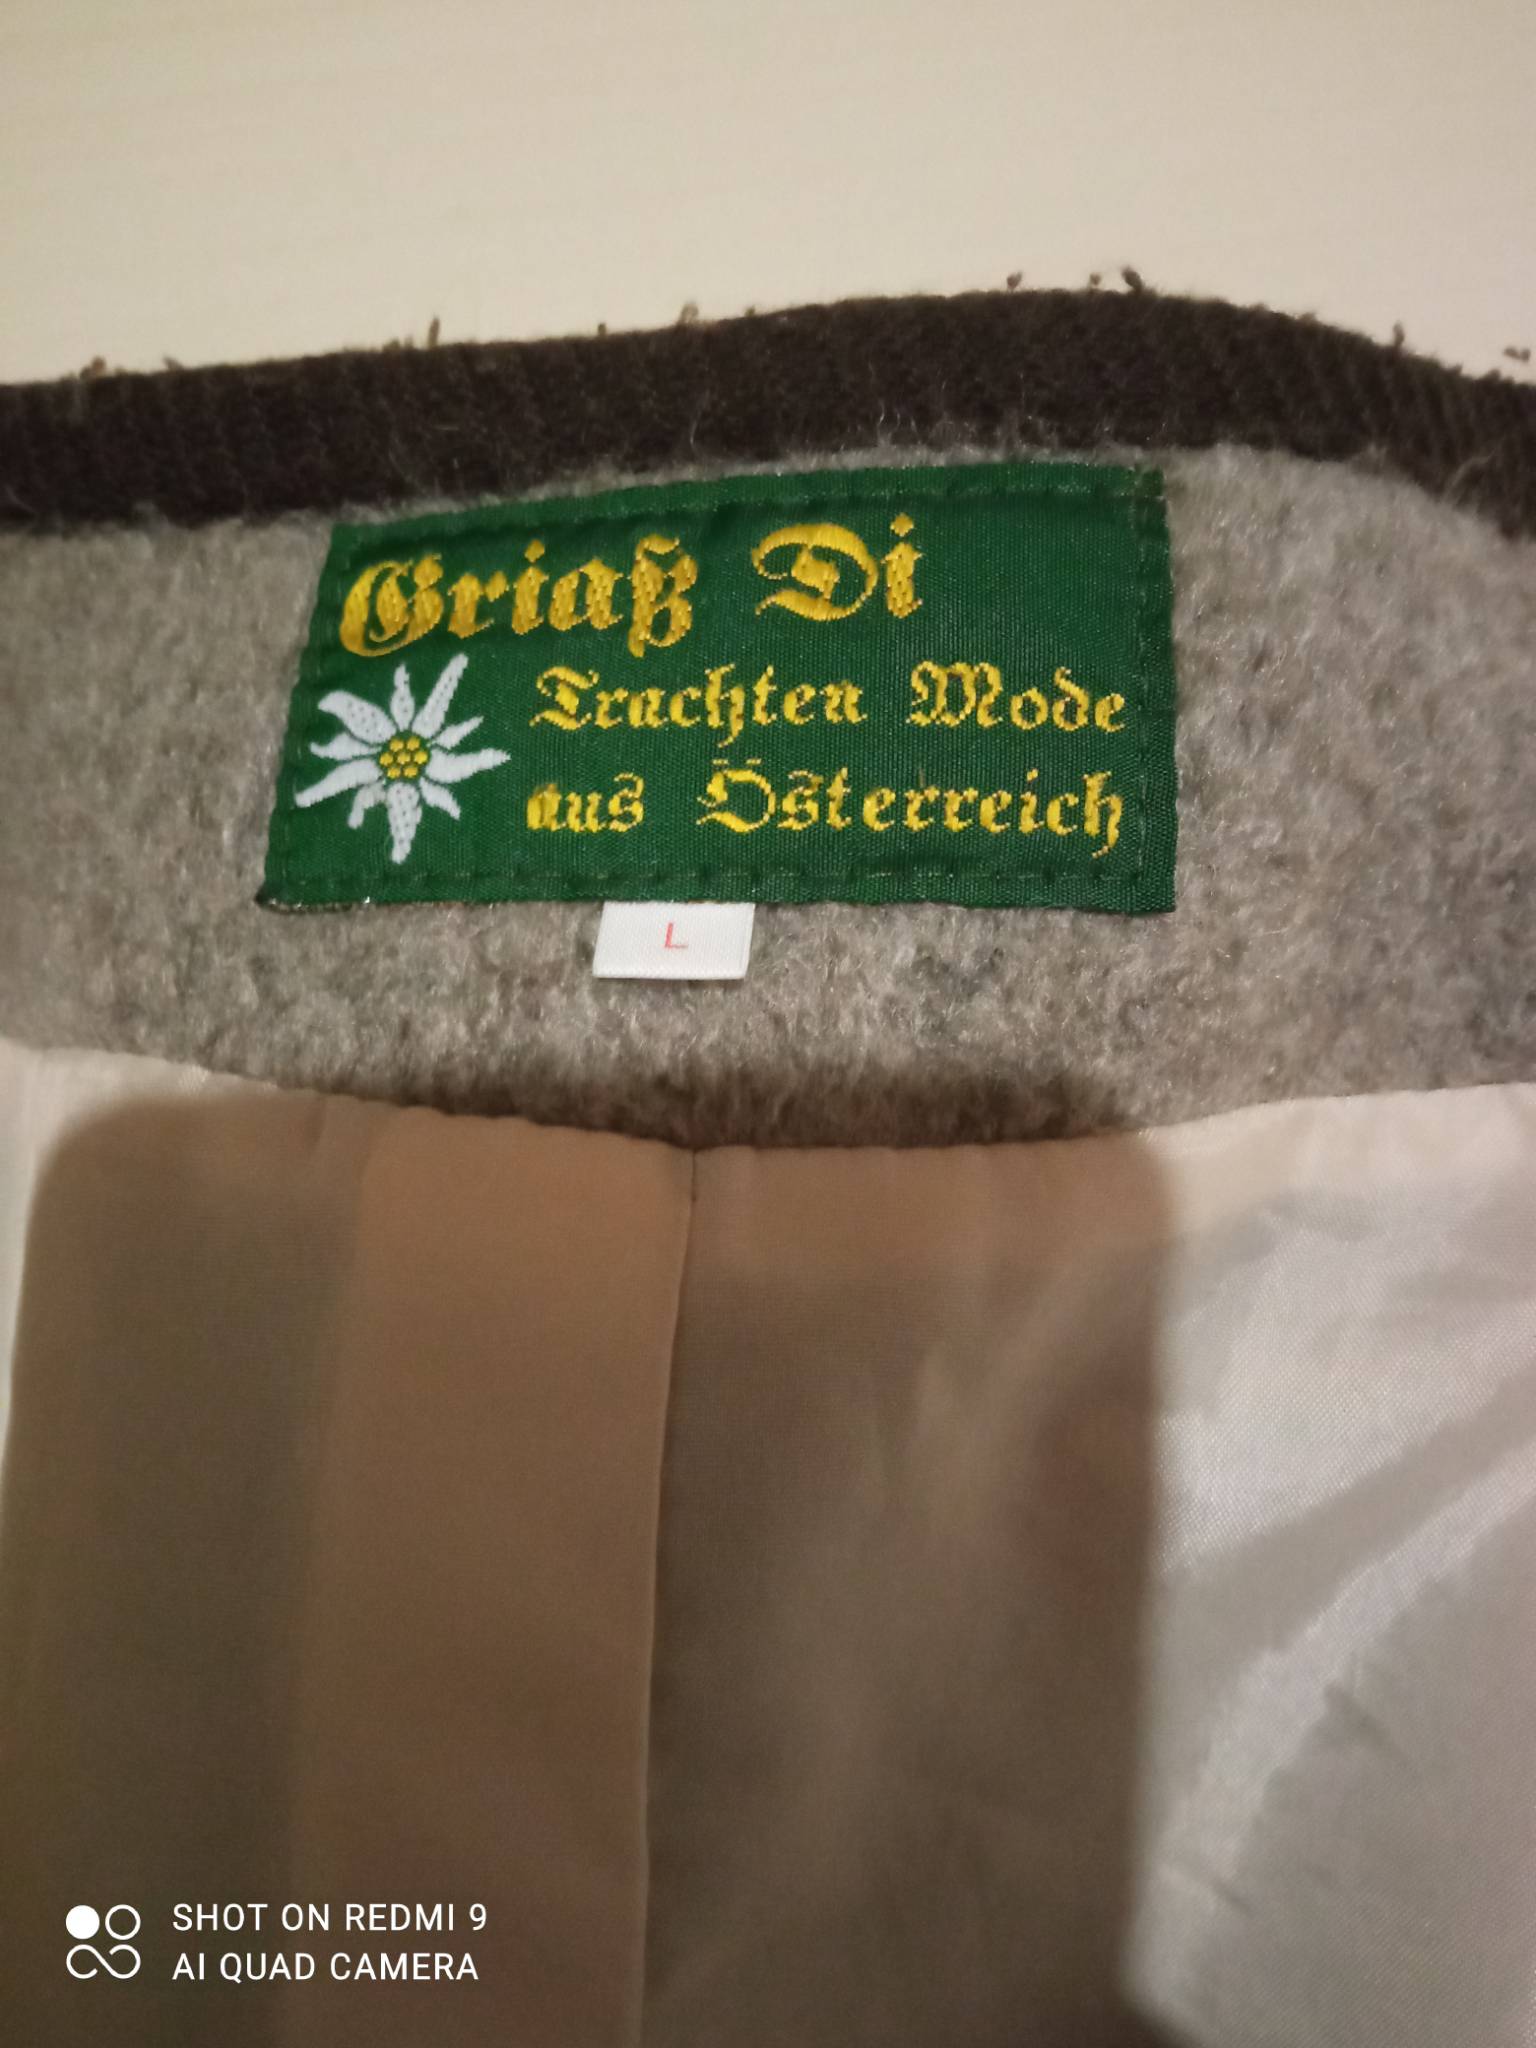 Griaß Di
Trachten Mode
aus Österreich
L
SHOT ON REDMI 9
AI QUAD CAMERA